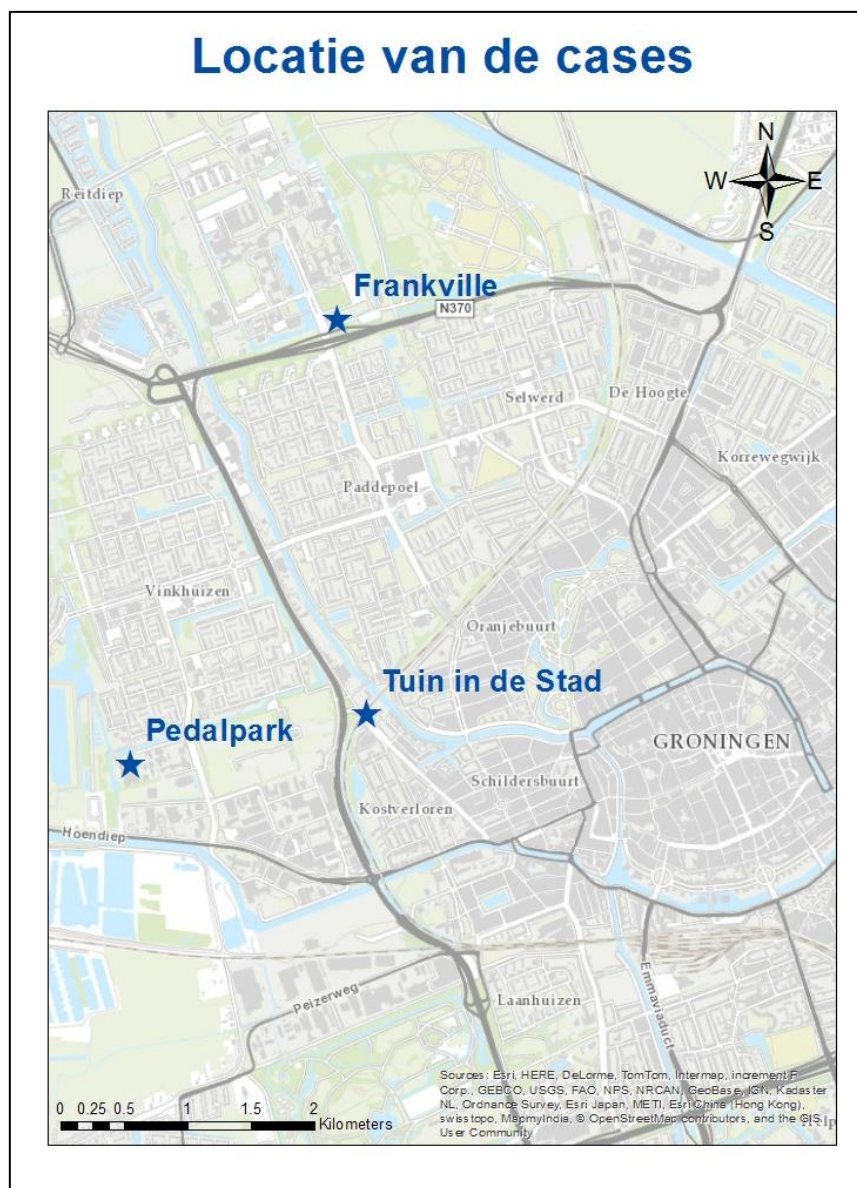 Locatie van de cases
N
W E
S
Reitdiep
Frankville
N370
Selwerd
De Hoogte
Korrewegwijk
Paddepoel
Vinkhuizen
Oranjebuurt
Tuin in de Stad
Pedalpark
GRONINGEN
Schildersbuurt
Kostverloren
Hoendiep
Emmaviaduct
Peizerweg
Laanhuizen
Sources: Esri, HERE, DeLorme, TomTom, Intermap, increment P
Corp., GEBCO, USGS, FAO, NPS, NRCAN, GeoBase, IGN, Kadaster
NL, Ordnance Survey, Esri Japan, METI, Esri China (Hong Kong),
swisstopo, MapmyIndia, © OpenStreetMap contributors, and the GIS
User Community
0 0.25 0.5 1 1.5 2
Kilometers